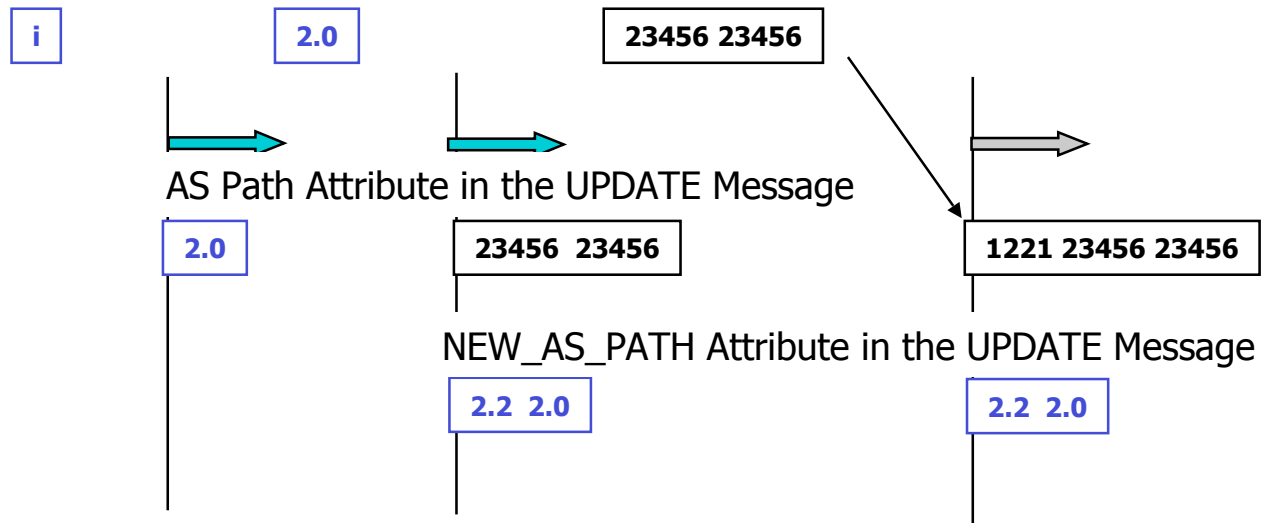 i 2.0 23456 23456
AS Path Attribute in the UPDATE Message
2.0 23456 23456 1221 23456 23456
NEW_AS_PATH Attribute in the UPDATE Message
2.2 2.0 2.2 2.0